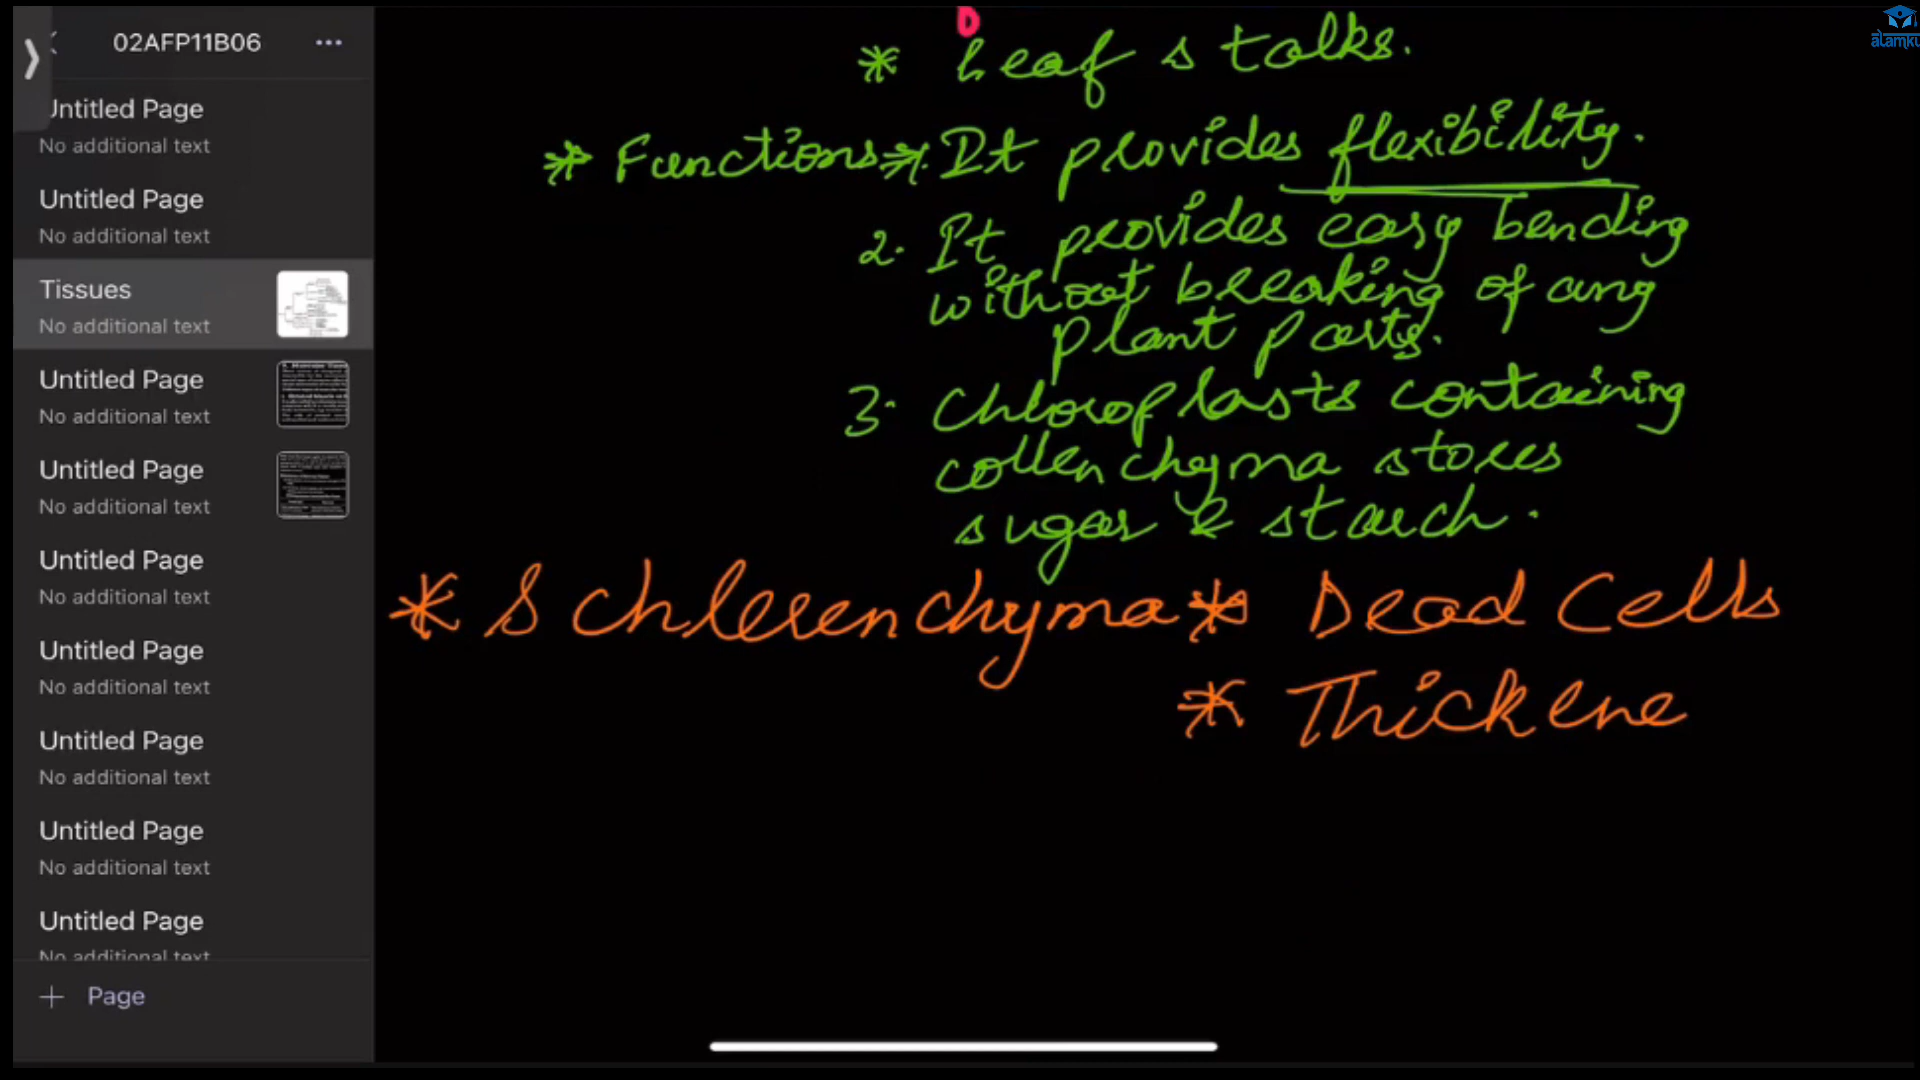 02AFP11B06
Untitled Page
No additional text
Untitled Page
No additional text
Tissues
No additional text
Untitled Page
No additional text
Untitled Page
No additional text
Untitled Page
No additional text
Untitled Page
No additional text
Untitled Page
No additional text
Untitled Page
No additional text
Untitled Page
No additional text
+ Page
* Leaf stalks.
* Functions *. It provides flexibility.
2. It provides easy bending
without breaking of any
plant parts.
3. Chloroplasts containing
collenchyma stores
sugar & starch.
* Schlerenchyma * Dead Cells
* Thickene
alamku